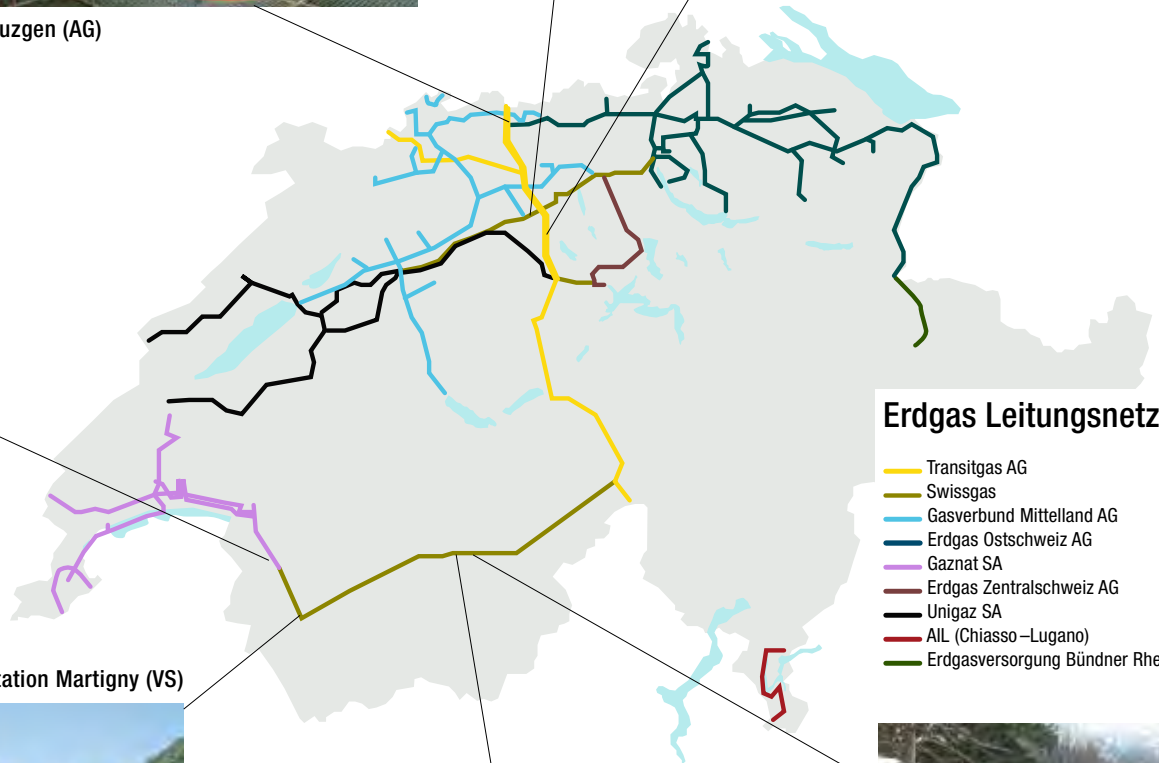 uzgen (AG)
Erdgas Leitungsnetz
Transitgas AG
Swissgas
Gasverbund Mittelland AG
Erdgas Ostschweiz AG
Gaznat SA
Erdgas Zentralschweiz AG
Unigaz SA
AIL (Chiasso–Lugano)
Erdgasversorgung Bündner Rhe
tation Martigny (VS)